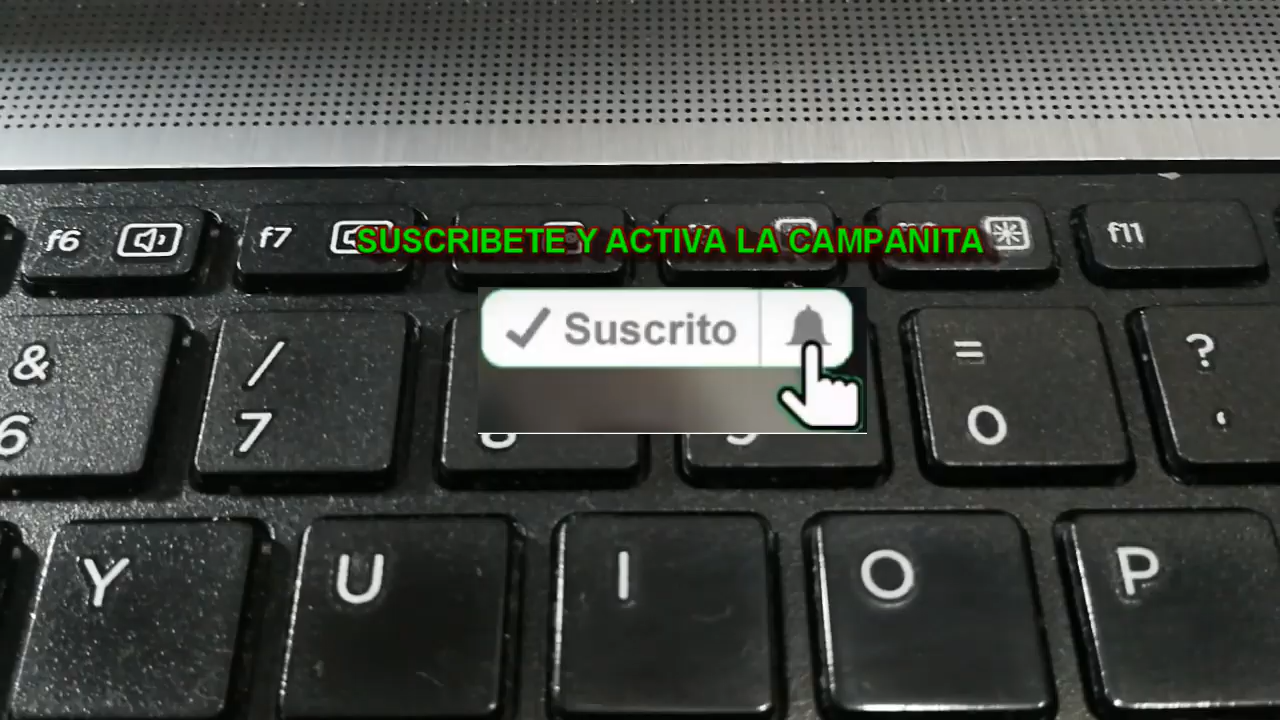 f6 f7 f11
SUSCRIBETE Y ACTIVA LA CAMPANITA
Suscrito
& / = ?
6 7 0 '
Y U I O P